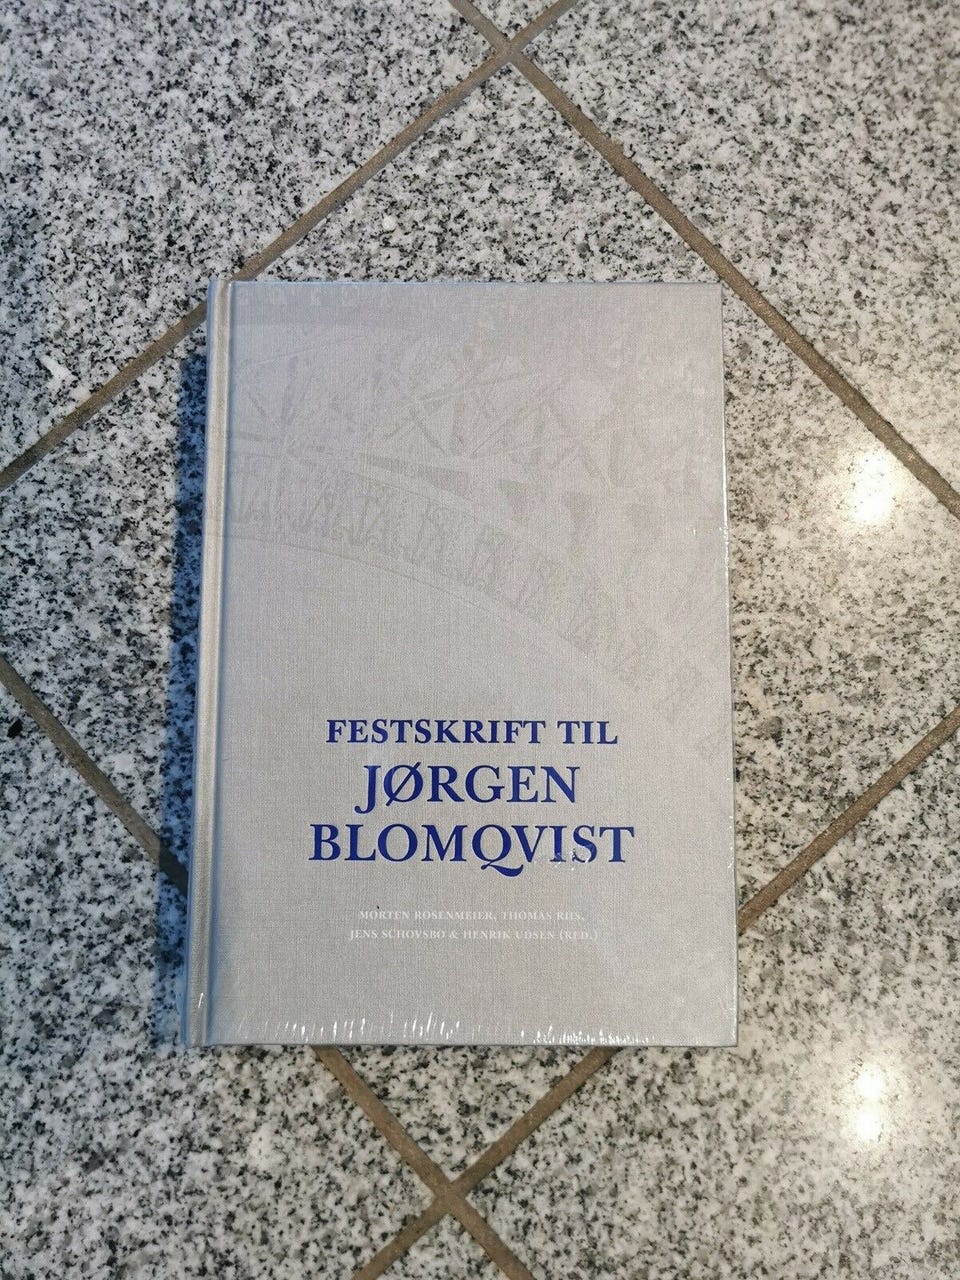 FESTSKRIFT TIL
JØRGEN
BLOMQVIST
MORTEN ROSENMEIER, THOMAS RIIS,
JENS SCHOVSBO & HENRIK UDSEN (RED.)